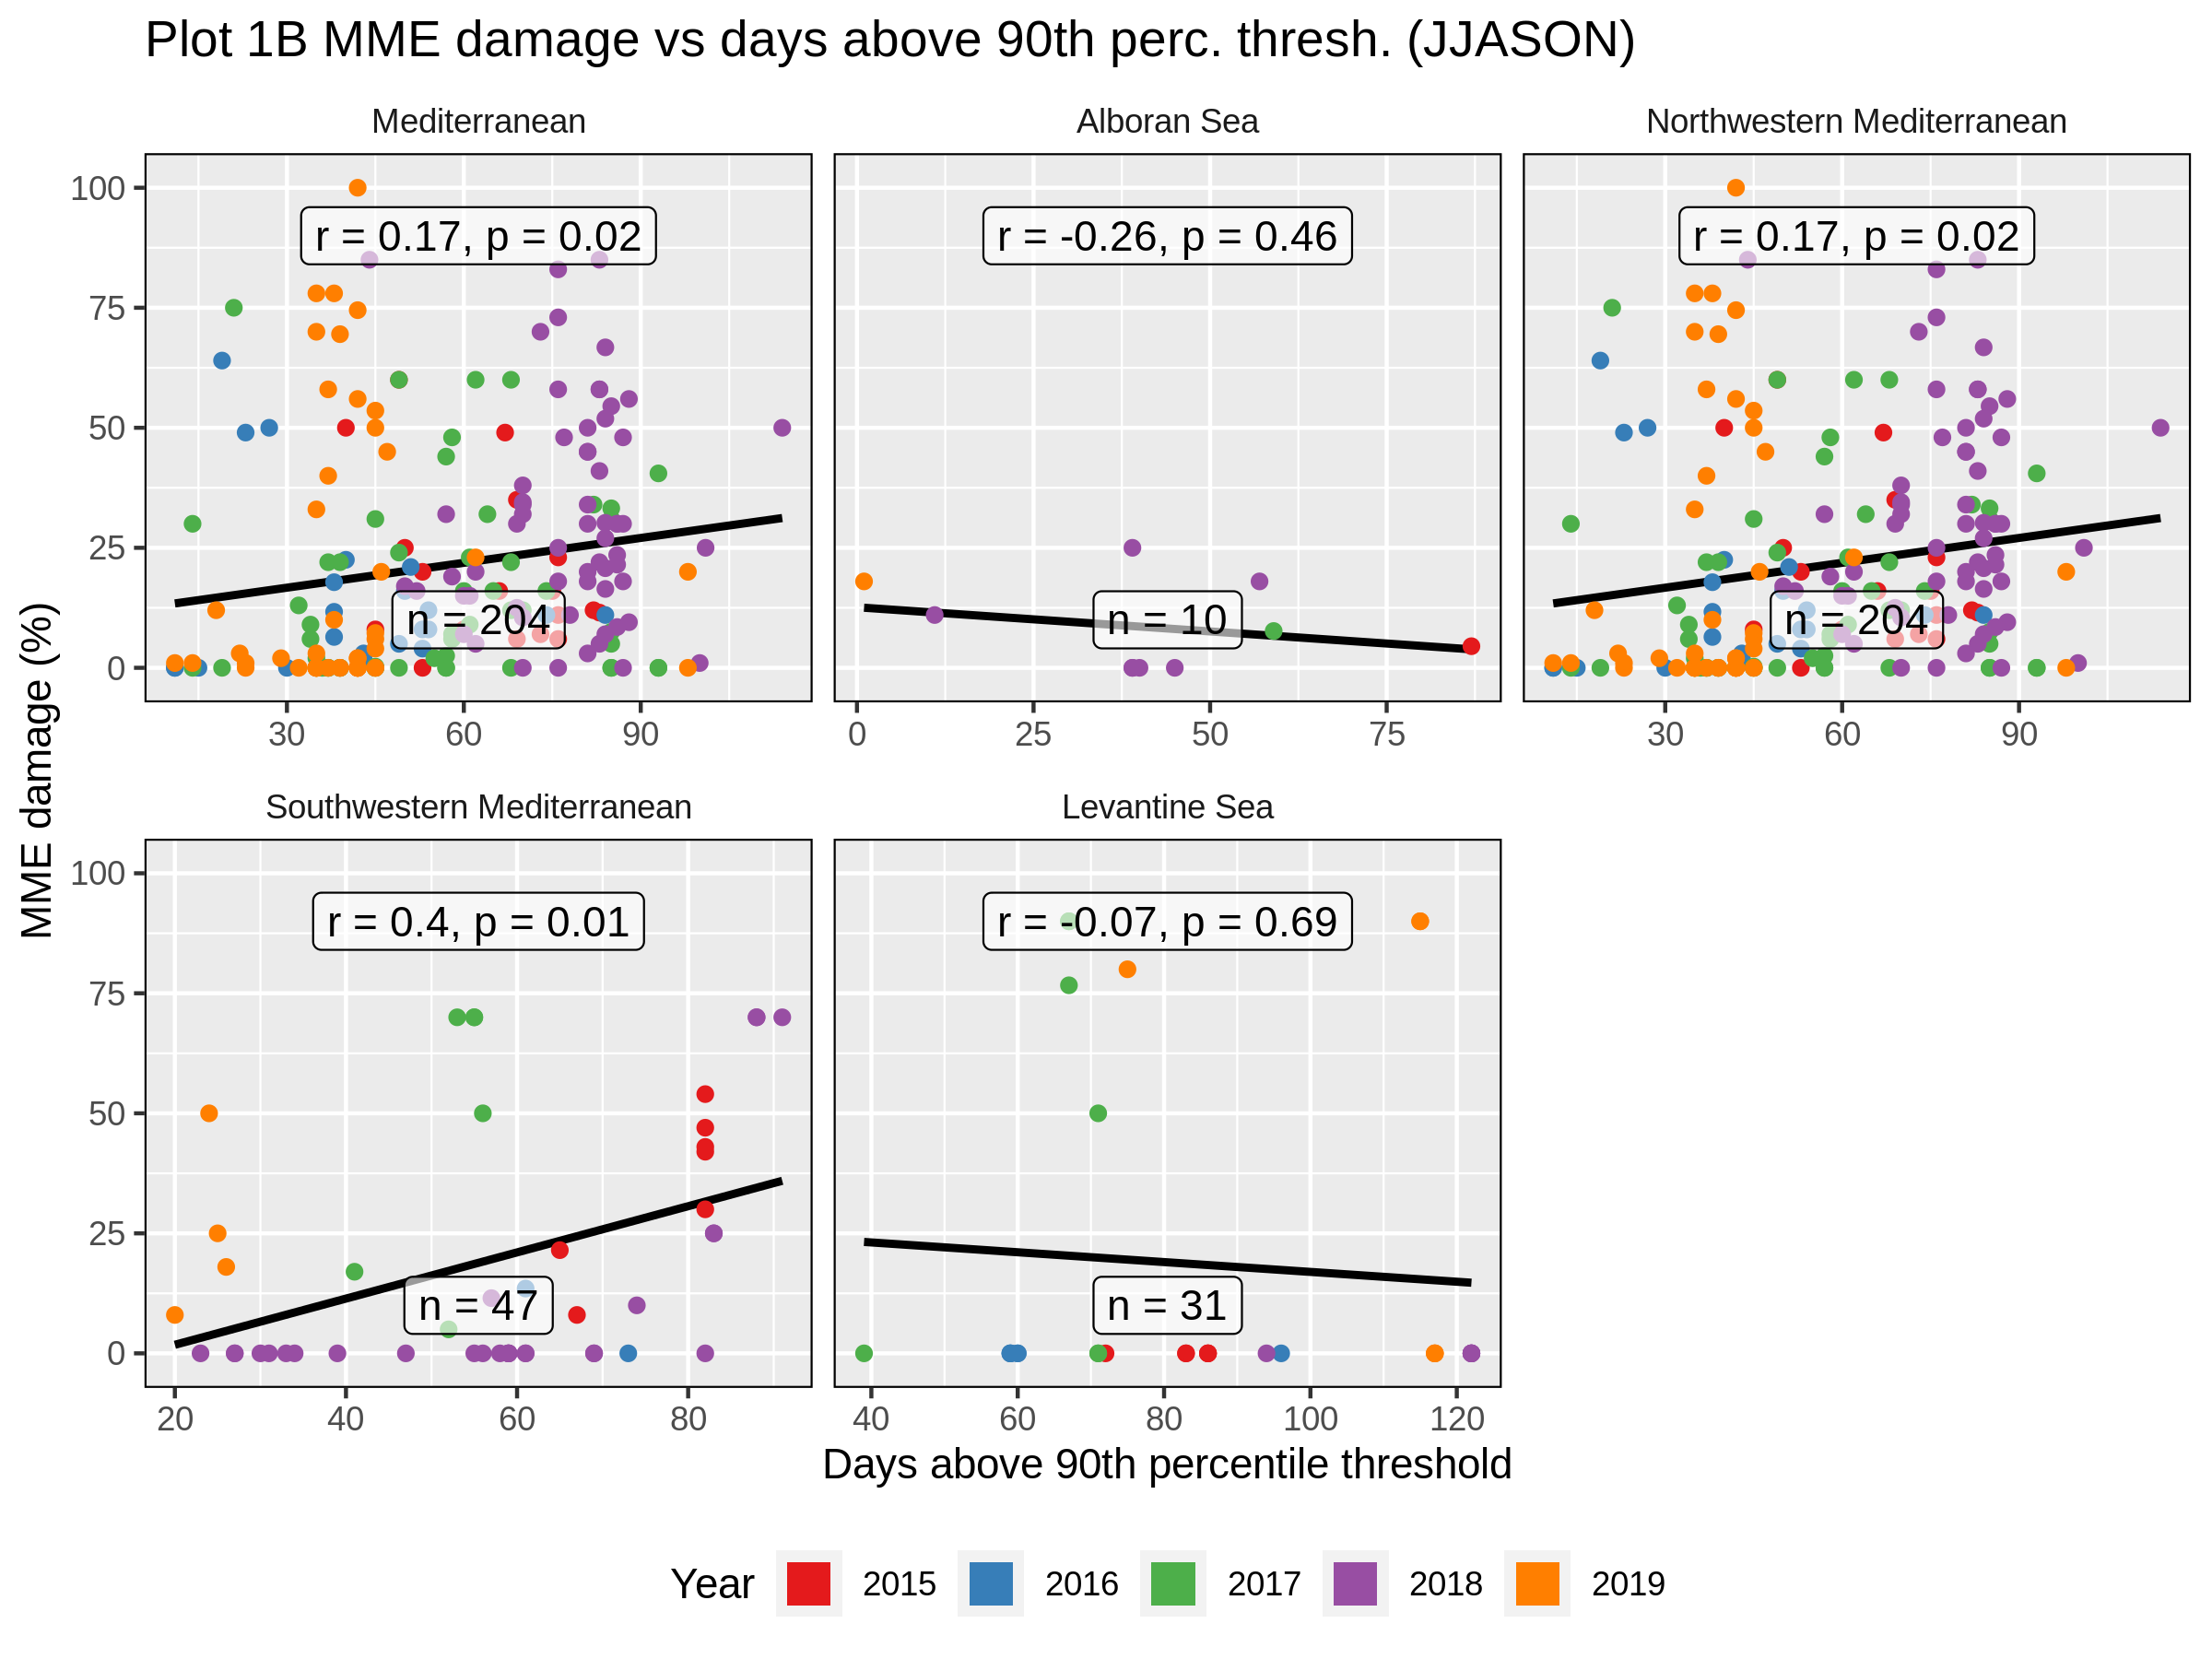 Plot 1B MME damage vs days above 90th perc. thresh. (JJASON)
Mediterranean
Alboran Sea
Northwestern Mediterranean
r = 0.17, p = 0.02
r = -0.26, p = 0.46
r = 0.17, p = 0.02
n = 204
n = 10
n = 204
100
75
50
25
0
30 60 90
0 25 50 75
30 60 90
MME damage (%)
Southwestern Mediterranean
Levantine Sea
r = 0.4, p = 0.01
r = -0.07, p = 0.69
n = 47
n = 31
100
75
50
25
0
20 40 60 80
40 60 80 100 120
Days above 90th percentile threshold
Year 2015 2016 2017 2018 2019